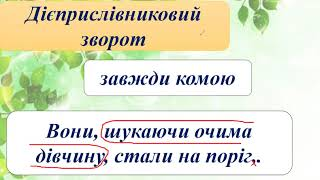 Дієприслівниковий
зворот
завжди комою
Вони, шукаючи очима
дівчину, стали на поріг,.